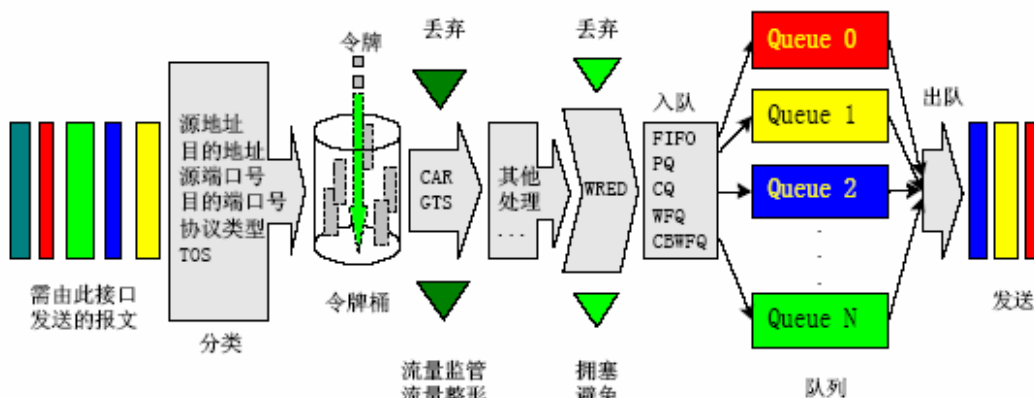 令牌
丢弃
丢弃
Queue 0
源地址
目的地址
源端口号
目的端口号
协议类型
TOS
CAR
GTS
其他
处理
...
WRED
入队
FIFO
PQ
CQ
WFQ
CBWFQ
Queue 1
Queue 2
Queue N
出队
需由此接口
发送的报文
分类
令牌桶
流量监管
流量整形
拥塞
避免
队列
发送